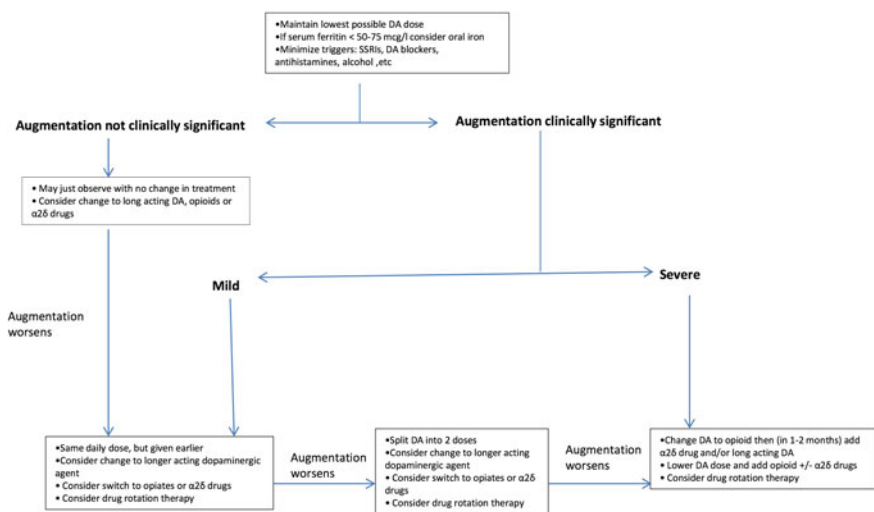 •Maintain lowest possible DA dose
•If serum ferritin < 50-75 mcg/l consider oral iron
•Minimize triggers: SSRIs, DA blockers,
antihistamines, alcohol ,etc
Augmentation not clinically significant
Augmentation clinically significant
• May just observe with no change in treatment
• Consider change to long acting DA, opioids or
α2δ drugs
Mild
Severe
Augmentation
worsens
•Same daily dose, but given earlier
•Consider change to longer acting dopaminergic
agent
•Consider switch to opiates or α2δ drugs
•Consider drug rotation therapy
Augmentation
worsens
•Split DA into 2 doses
•Consider change to longer acting
dopaminergic agent
•Consider switch to opiates or α2δ
drugs
•Consider drug rotation therapy
Augmentation
worsens
•Change DA to opioid then (in 1-2 months) add
α2δ drug and/or long acting DA
•Lower DA dose and add opioid +/- α2δ drugs
•Consider drug rotation therapy